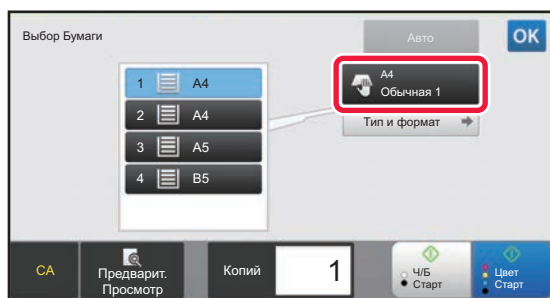 Выбор Бумаги
Авто
OK
1 A4
2 A4
3 A5
4 B5
A4
Обычная 1
Тип и формат
CA
Предварит.
Просмотр
Копий
1
Ч/Б
Старт
Цвет
Старт